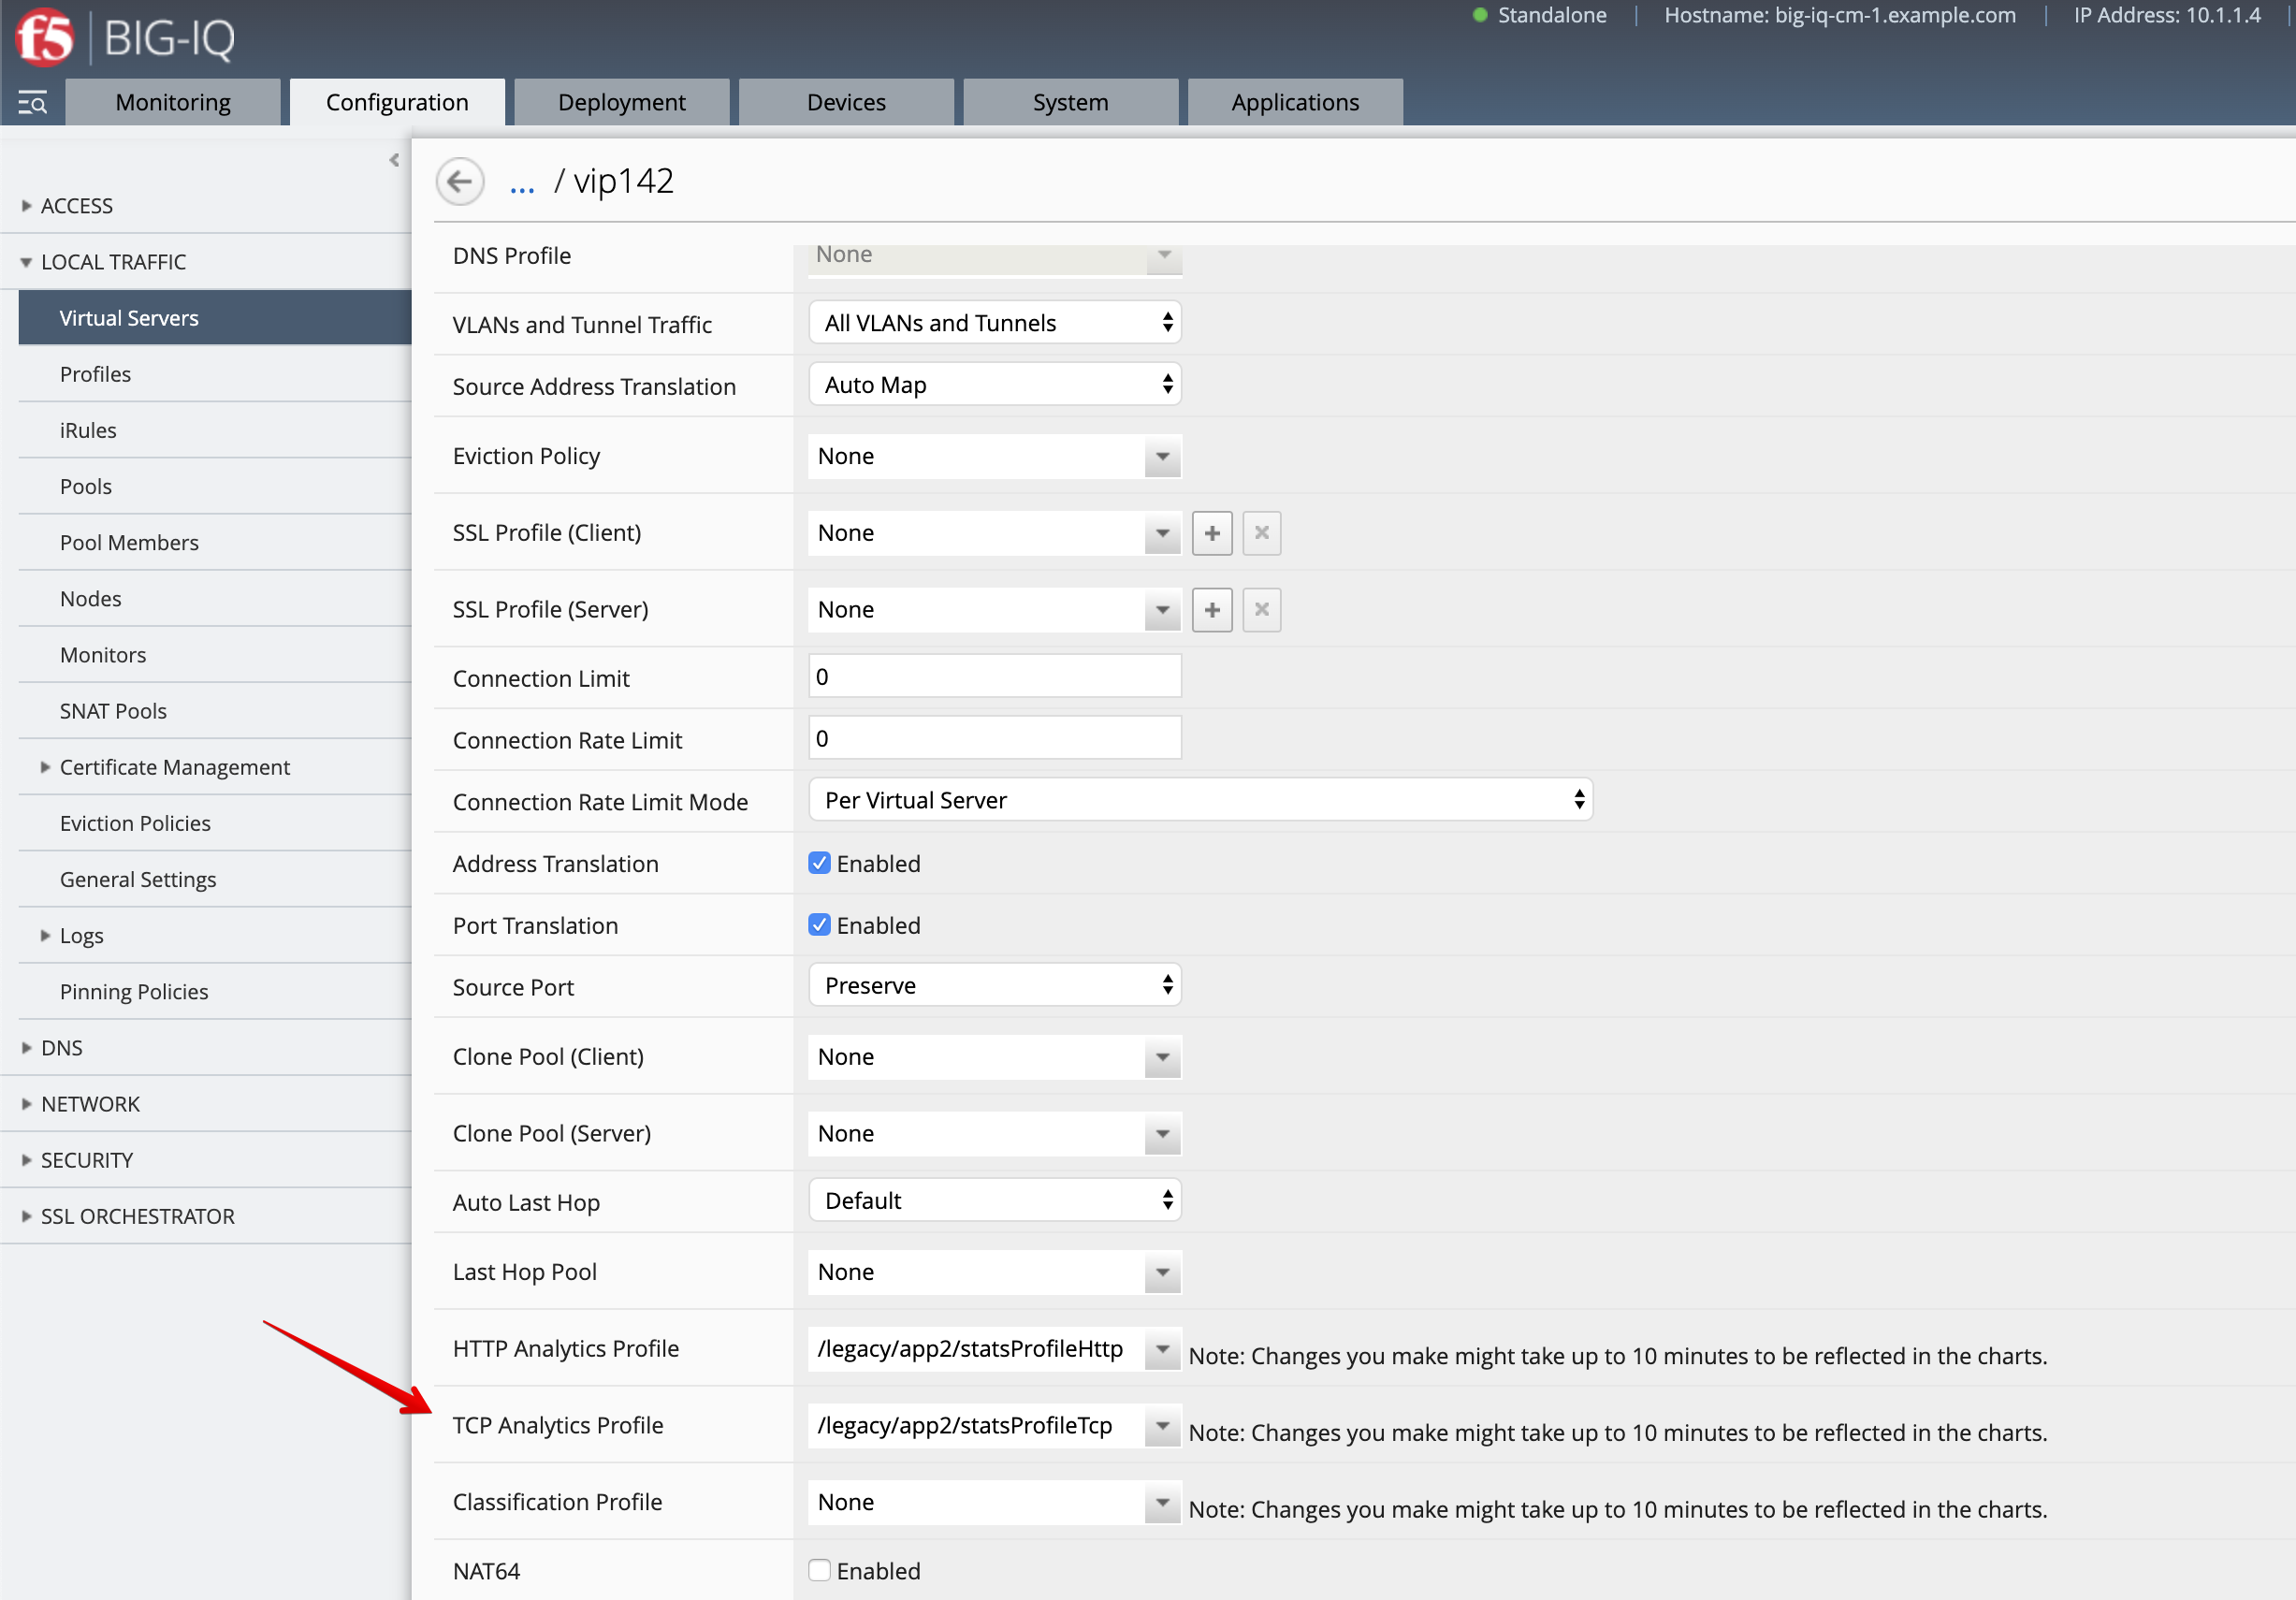 Standalone | Hostname: big-iq-cm-1.example.com | IP Address: 10.1.1.4
f5 BIG-IQ
Monitoring Configuration Deployment Devices System Applications
... / vip142
ACCESS
LOCAL TRAFFIC
Virtual Servers
Profiles
iRules
Pools
Pool Members
Nodes
Monitors
SNAT Pools
Certificate Management
Eviction Policies
General Settings
Logs
Pinning Policies
DNS
NETWORK
SECURITY
SSL ORCHESTRATOR
DNS Profile None
VLANs and Tunnel Traffic All VLANs and Tunnels
Source Address Translation Auto Map
Eviction Policy None
SSL Profile (Client) None
SSL Profile (Server) None
Connection Limit 0
Connection Rate Limit 0
Connection Rate Limit Mode Per Virtual Server
Address Translation Enabled
Port Translation Enabled
Source Port Preserve
Clone Pool (Client) None
Clone Pool (Server) None
Auto Last Hop Default
Last Hop Pool None
HTTP Analytics Profile /legacy/app2/statsProfileHttp Note: Changes you make might take up to 10 minutes to be reflected in the charts.
TCP Analytics Profile /legacy/app2/statsProfileTcp Note: Changes you make might take up to 10 minutes to be reflected in the charts.
Classification Profile None Note: Changes you make might take up to 10 minutes to be reflected in the charts.
NAT64 Enabled